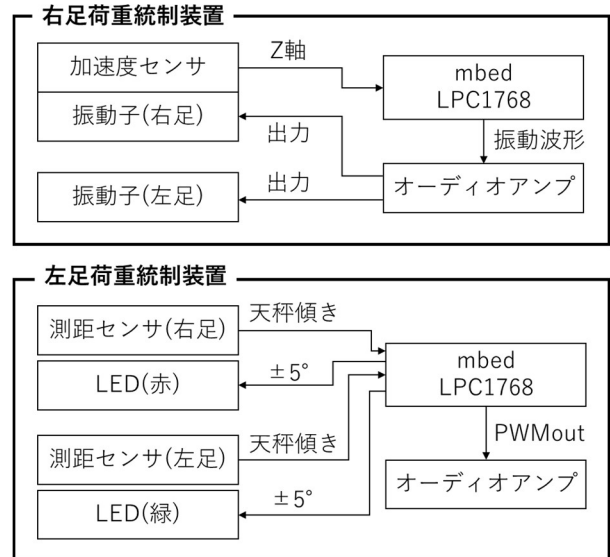 右足荷重統制装置
加速度センサ
Z軸
mbed
LPC1768
振動子(右足)
出力
振動波形
振動子(左足)
出力
オーディオアンプ
左足荷重統制装置
測距センサ(右足)
天秤傾き
LED(赤)
±5°
mbed
LPC1768
測距センサ(左足)
天秤傾き
PWMout
LED(緑)
±5°
オーディオアンプ